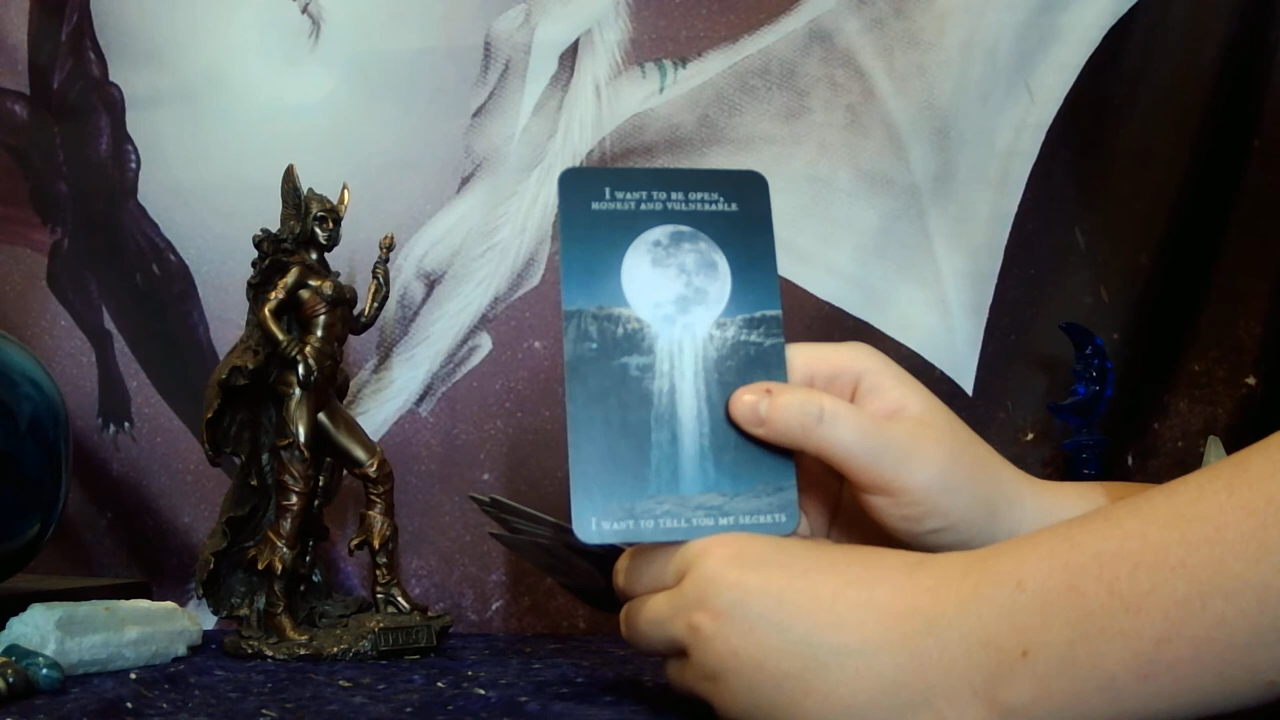 I WANT TO BE OPEN,
HONEST AND VULNERABLE
I WANT TO TELL YOU MY SECRETS